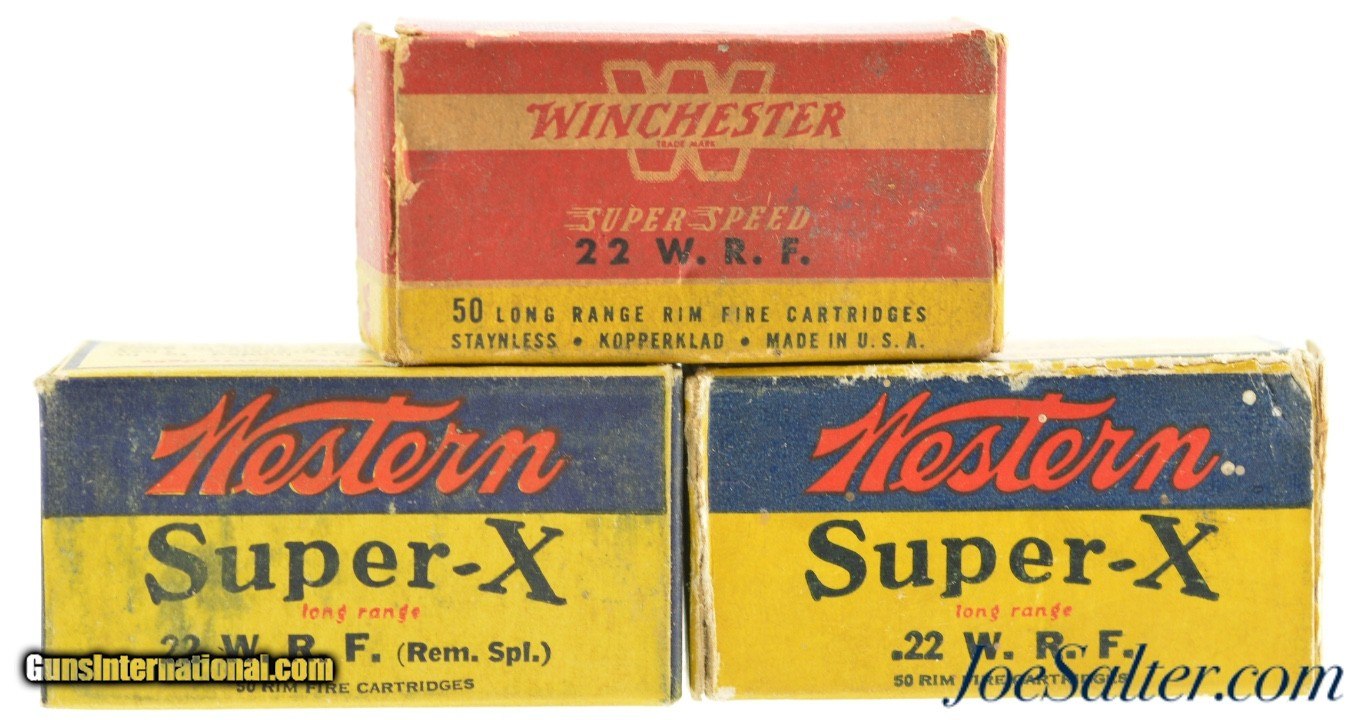 WINCHESTER
TRADE MARK
SUPER SPEED
22 W. R. F.
50 LONG RANGE RIM FIRE CARTRIDGES
STAYNLESS • KOPPERKLAD • MADE IN U.S.A.
Western
Super-X
long range
22 W. R. F. (Rem. Spl.)
50 RIM FIRE CARTRIDGES
Western
Super-X
long range
.22 W. R. F.
50 RIM FIRE CARTRIDGES
GunsInternational.com
JoeSalter.com